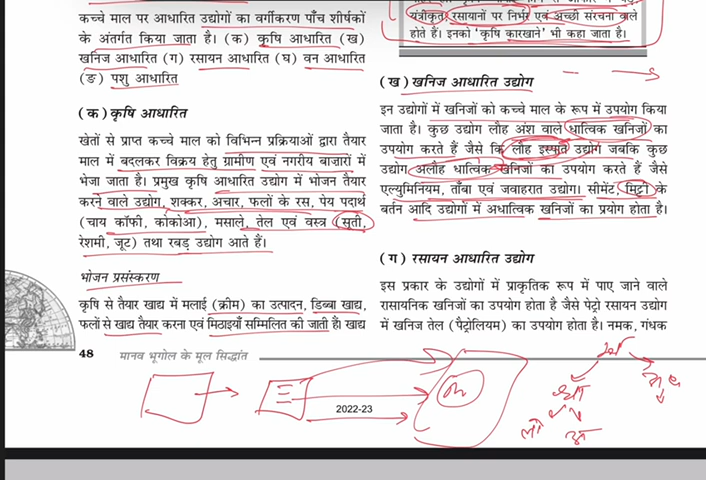 कच्चे माल पर आधारित उद्योगों का वर्गीकरण पाँच शीर्षकों
के अंतर्गत किया जाता है। (क) कृषि आधारित (ख)
खनिज आधारित (ग) रसायन आधारित (घ) वन आधारित
(ङ) पशु आधारित
(क) कृषि आधारित
खेतों से प्राप्त कच्चे माल को विभिन्न प्रक्रियाओं द्वारा तैयार
माल में बदलकर विक्रय हेतु ग्रामीण एवं नगरीय बाजारों में
भेजा जाता है। प्रमुख कृषि आधारित उद्योग में भोजन तैयार
करने वाले उद्योग, शक्कर, अचार, फलों के रस, पेय पदार्थ
(चाय कॉफी, कोकोआ), मसाले, तेल एवं वस्त्र (सूती,
रेशमी, जूट) तथा रबड़ उद्योग आते हैं।
भोजन प्रसंस्करण
कृषि से तैयार खाद्य में मलाई (क्रीम) का उत्पादन, डिब्बा खाद्य,
फलों से खाद्य तैयार करना एवं मिठाइयाँ सम्मिलित की जाती हैं। खाद्य
यंत्रीकृत, रसायनों पर निर्भर एवं अच्छी संरचना वाले
होते हैं। इनको 'कृषि कारखाने' भी कहा जाता है।
(ख) खनिज आधारित उद्योग
इन उद्योगों में खनिजों को कच्चे माल के रूप में उपयोग किया
जाता है। कुछ उद्योग लौह अंश वाले धात्विक खनिजों का
उपयोग करते हैं जैसे कि लौह इस्पात उद्योग जबकि कुछ
उद्योग अलौह धात्विक खनिजों का उपयोग करते हैं जैसे
एल्युमिनियम, ताँबा एवं जवाहरात उद्योग। सीमेंट, मिट्टी के
बर्तन आदि उद्योगों में अधात्विक खनिजों का प्रयोग होता है।
(ग) रसायन आधारित उद्योग
इस प्रकार के उद्योगों में प्राकृतिक रूप में पाए जाने वाले
रासायनिक खनिजों का उपयोग होता है जैसे पेट्रो रसायन उद्योग
में खनिज तेल (पैट्रोलियम) का उपयोग होता है। नमक, गंधक
48 मानव भूगोल के मूल सिद्धांत
2022-23